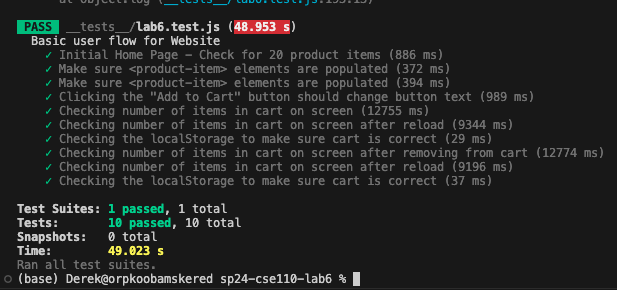 PASS __tests__/lab6.test.js (48.953 s)
Basic user flow for Website
✓ Initial Home Page – Check for 20 product items (886 ms)
✓ Make sure <product-item> elements are populated (372 ms)
✓ Make sure <product-item> elements are populated (394 ms)
✓ Clicking the "Add to Cart" button should change button text (989 ms)
✓ Checking number of items in cart on screen (12755 ms)
✓ Checking number of items in cart on screen after reload (9344 ms)
✓ Checking the localStorage to make sure cart is correct (29 ms)
✓ Checking number of items in cart on screen after removing from cart (12774 ms)
✓ Checking number of items in cart on screen after reload (9196 ms)
✓ Checking the localStorage to make sure cart is correct (37 ms)
Test Suites: 1 passed, 1 total
Tests: 10 passed, 10 total
Snapshots: 0 total
Time: 49.023 s
Ran all test suites.
(base) Derek@orpkoobamskered sp24-cse110-lab6 %